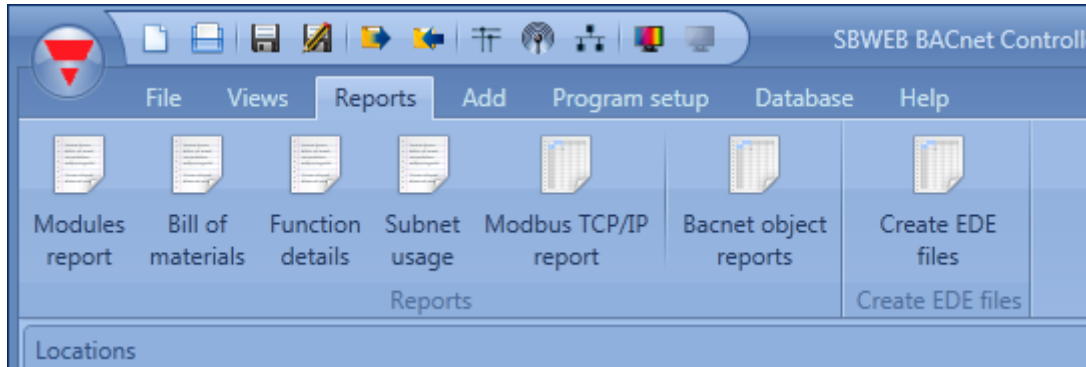 SBWEB BACnet Controll
File Views Reports Add Program setup Database Help
Modules report
Bill of materials
Function details
Subnet usage
Modbus TCP/IP report
Bacnet object reports
Create EDE files
Reports
Create EDE files
Locations